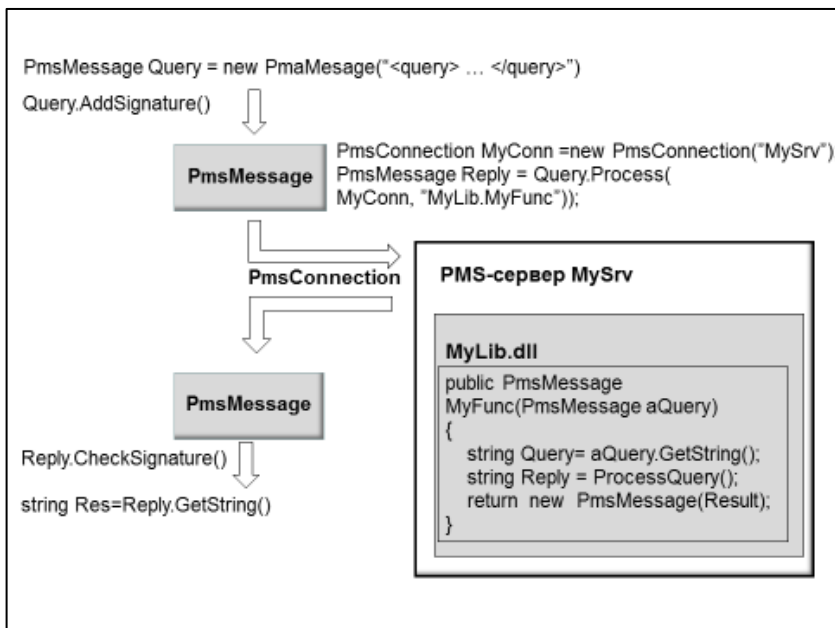 PmsMessage Query = new PmaMesage("<query> ... </query>")
Query.AddSignature()
PmsMessage
PmsConnection MyConn =new PmsConnection("MySrv")
PmsMessage Reply = Query.Process(
MyConn, "MyLib.MyFunc"));
PmsConnection
PMS-сервер MySrv
MyLib.dll
public PmsMessage
MyFunc(PmsMessage aQuery)
{
string Query= aQuery.GetString();
string Reply = ProcessQuery();
return new PmsMessage(Result);
}
PmsMessage
Reply.CheckSignature()
string Res=Reply.GetString()